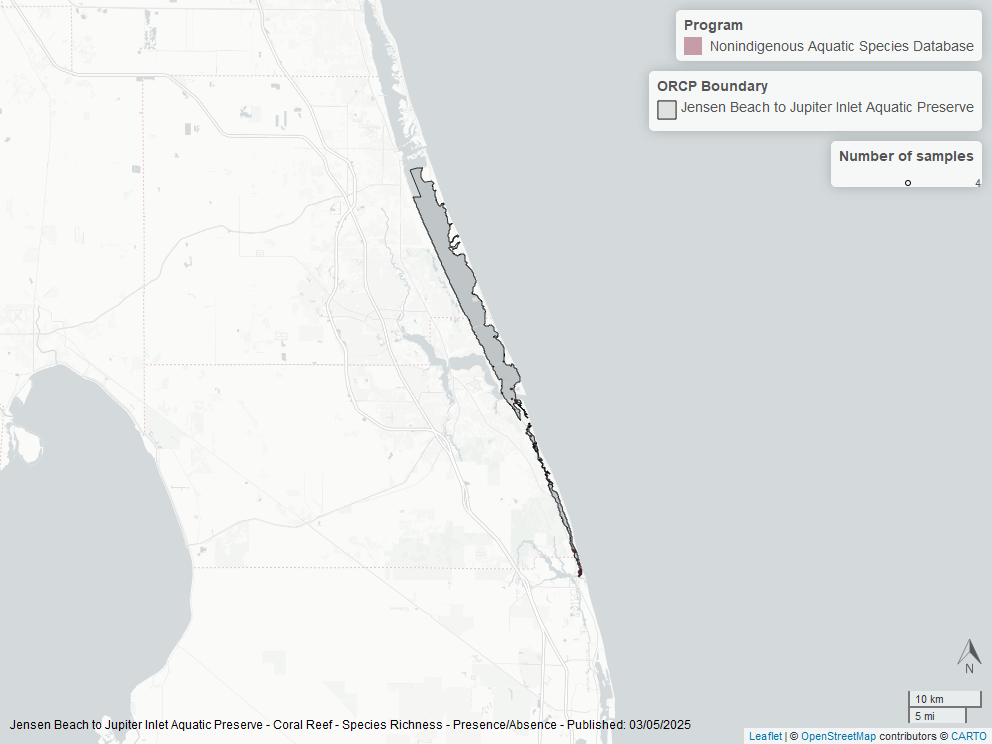 Program
Nonindigenous Aquatic Species Database
ORCP Boundary
Jensen Beach to Jupiter Inlet Aquatic Preserve
Number of samples
4
N
10 km
5 mi
Jensen Beach to Jupiter Inlet Aquatic Preserve - Coral Reef - Species Richness - Presence/Absence - Published: 03/05/2025
Leaflet | © OpenStreetMap contributors © CARTO